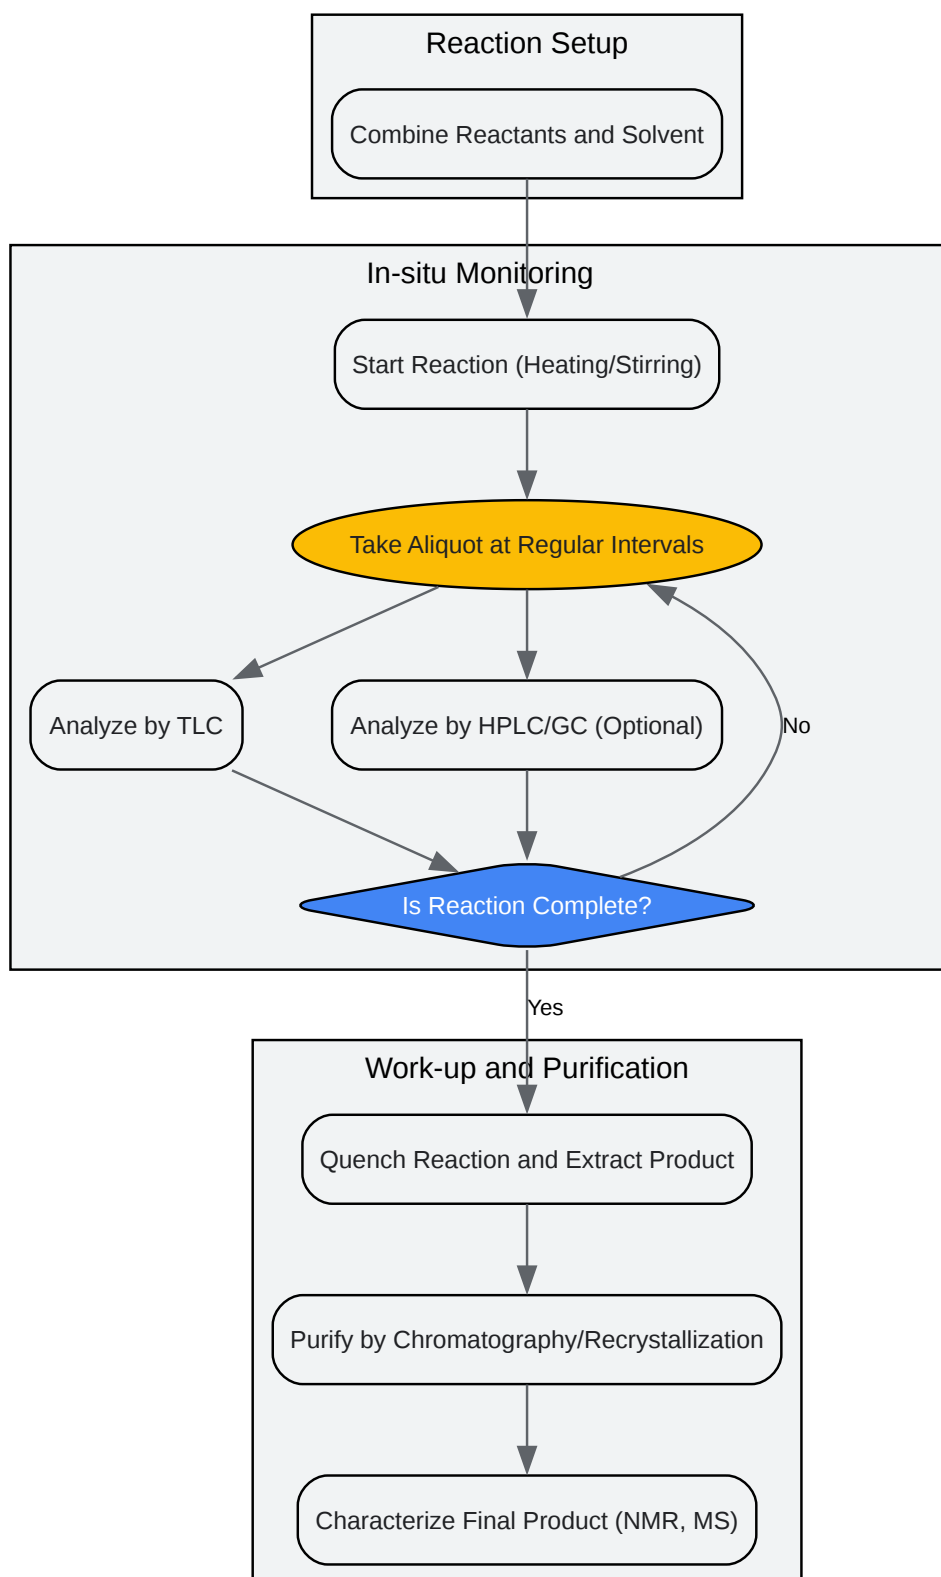 Reaction Setup
Combine Reactants and Solvent
In-situ Monitoring
Start Reaction (Heating/Stirring)
Take Aliquot at Regular Intervals
Analyze by TLC
Analyze by HPLC/GC (Optional)
No
Is Reaction Complete?
Yes
Work-up and Purification
Quench Reaction and Extract Product
Purify by Chromatography/Recrystallization
Characterize Final Product (NMR, MS)